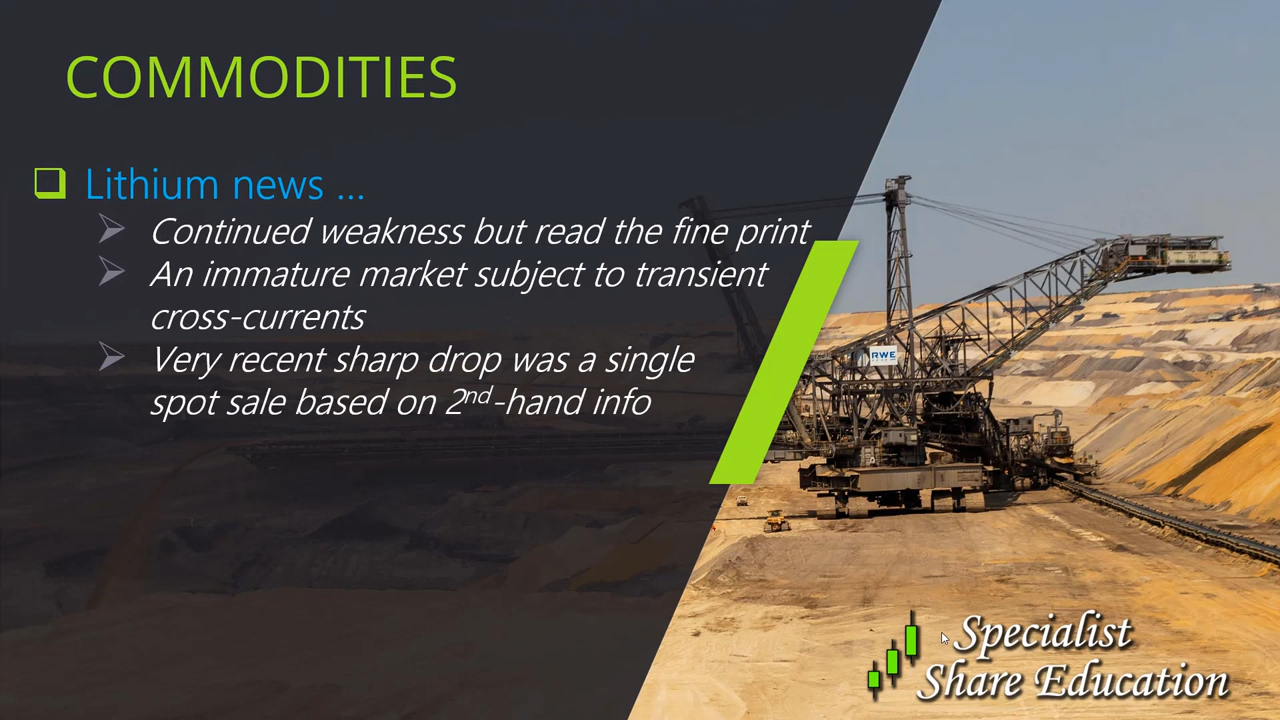 COMMODITIES
Lithium news ...
Continued weakness but read the fine print
An immature market subject to transient
cross-currents
Very recent sharp drop was a single
spot sale based on 2nd-hand info
RWE
Specialist
Share Education